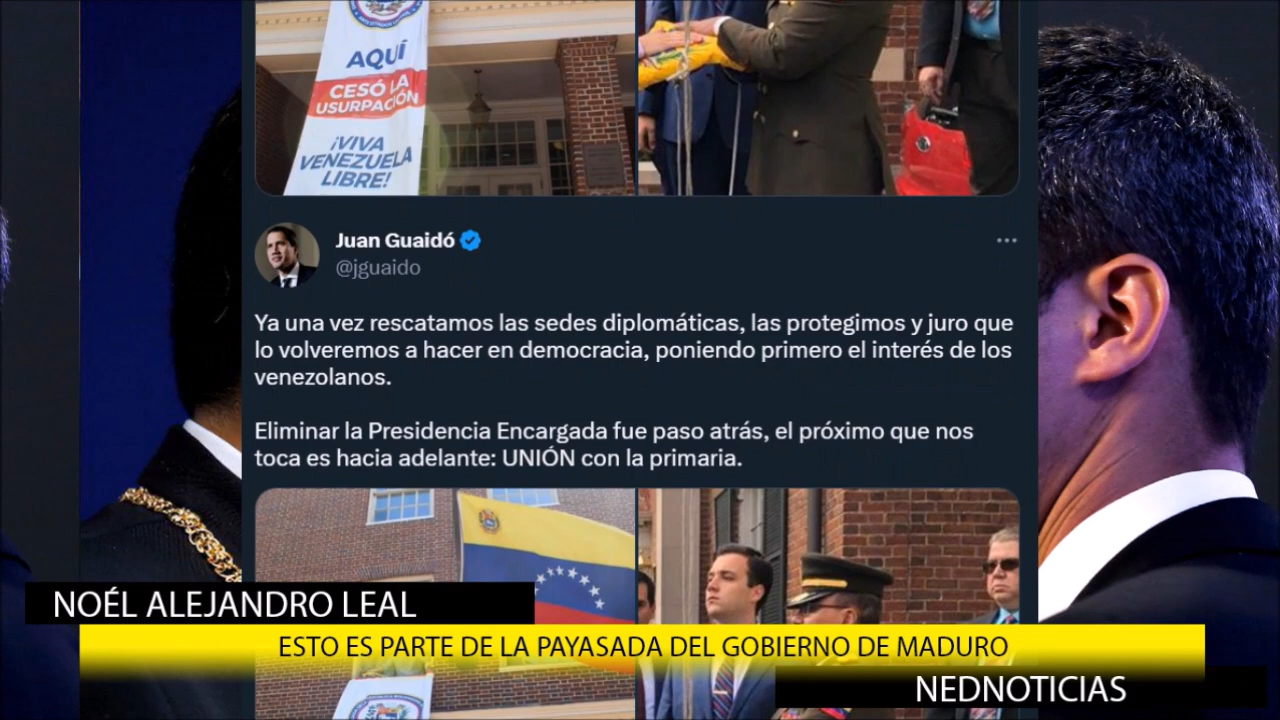 AQUÍ
CESÓ LA
USURPACIÓN
¡VIVA
VENEZUELA
LIBRE!
Juan Guaidó
@jguaido
Ya una vez rescatamos las sedes diplomáticas, las protegimos y juro que
lo volveremos a hacer en democracia, poniendo primero el interés de los
venezolanos.
Eliminar la Presidencia Encargada fue paso atrás, el próximo que nos
toca es hacia adelante: UNIÓN con la primaria.
NOÉL ALEJANDRO LEAL
ESTO ES PARTE DE LA PAYASADA DEL GOBIERNO DE MADURO
NEDNOTICIAS